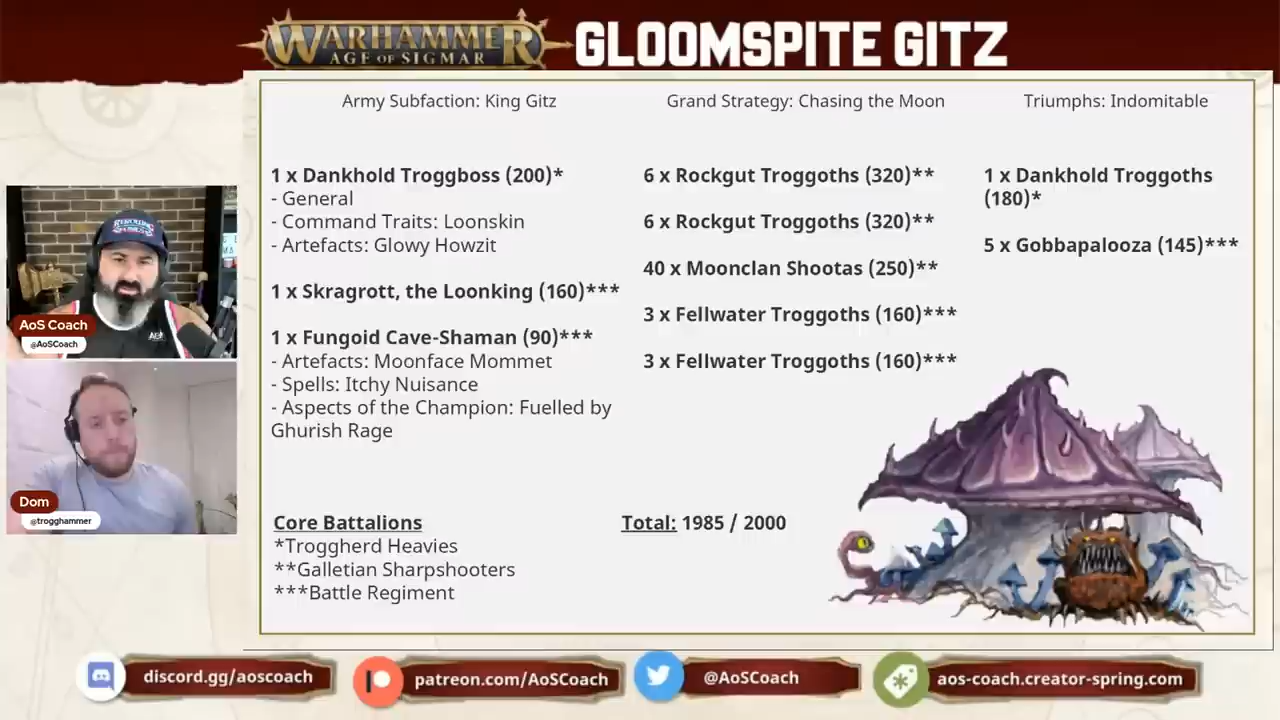 WARHAMMER
AGE OF SIGMAR
GLOOMSPITE GITZ
Army Subfaction: King Gitz
Grand Strategy: Chasing the Moon
Triumphs: Indomitable
1 x Dankhold Troggboss (200)*
- General
- Command Traits: Loonskin
- Artefacts: Glowy Howzit
1 x Skragrott, the Loonking (160)***
1 x Fungoid Cave-Shaman (90)***
- Artefacts: Moonface Mommet
- Spells: Itchy Nuisance
- Aspects of the Champion: Fuelled by
Ghurish Rage
6 x Rockgut Troggoths (320)**
6 x Rockgut Troggoths (320)**
40 x Moonclan Shootas (250)**
3 x Fellwater Troggoths (160)***
3 x Fellwater Troggoths (160)***
1 x Dankhold Troggoths
(180)*
5 x Gobbapalooza (145)***
AoS Coach
@AoSCoach
Dom
@trogghammer
Core Battalions
*Troggherd Heavies
**Galletian Sharpshooters
***Battle Regiment
Total: 1985 / 2000
discord.gg/aoscoach
patreon.com/AoSCoach
@AoSCoach
aos-coach.creator-spring.com